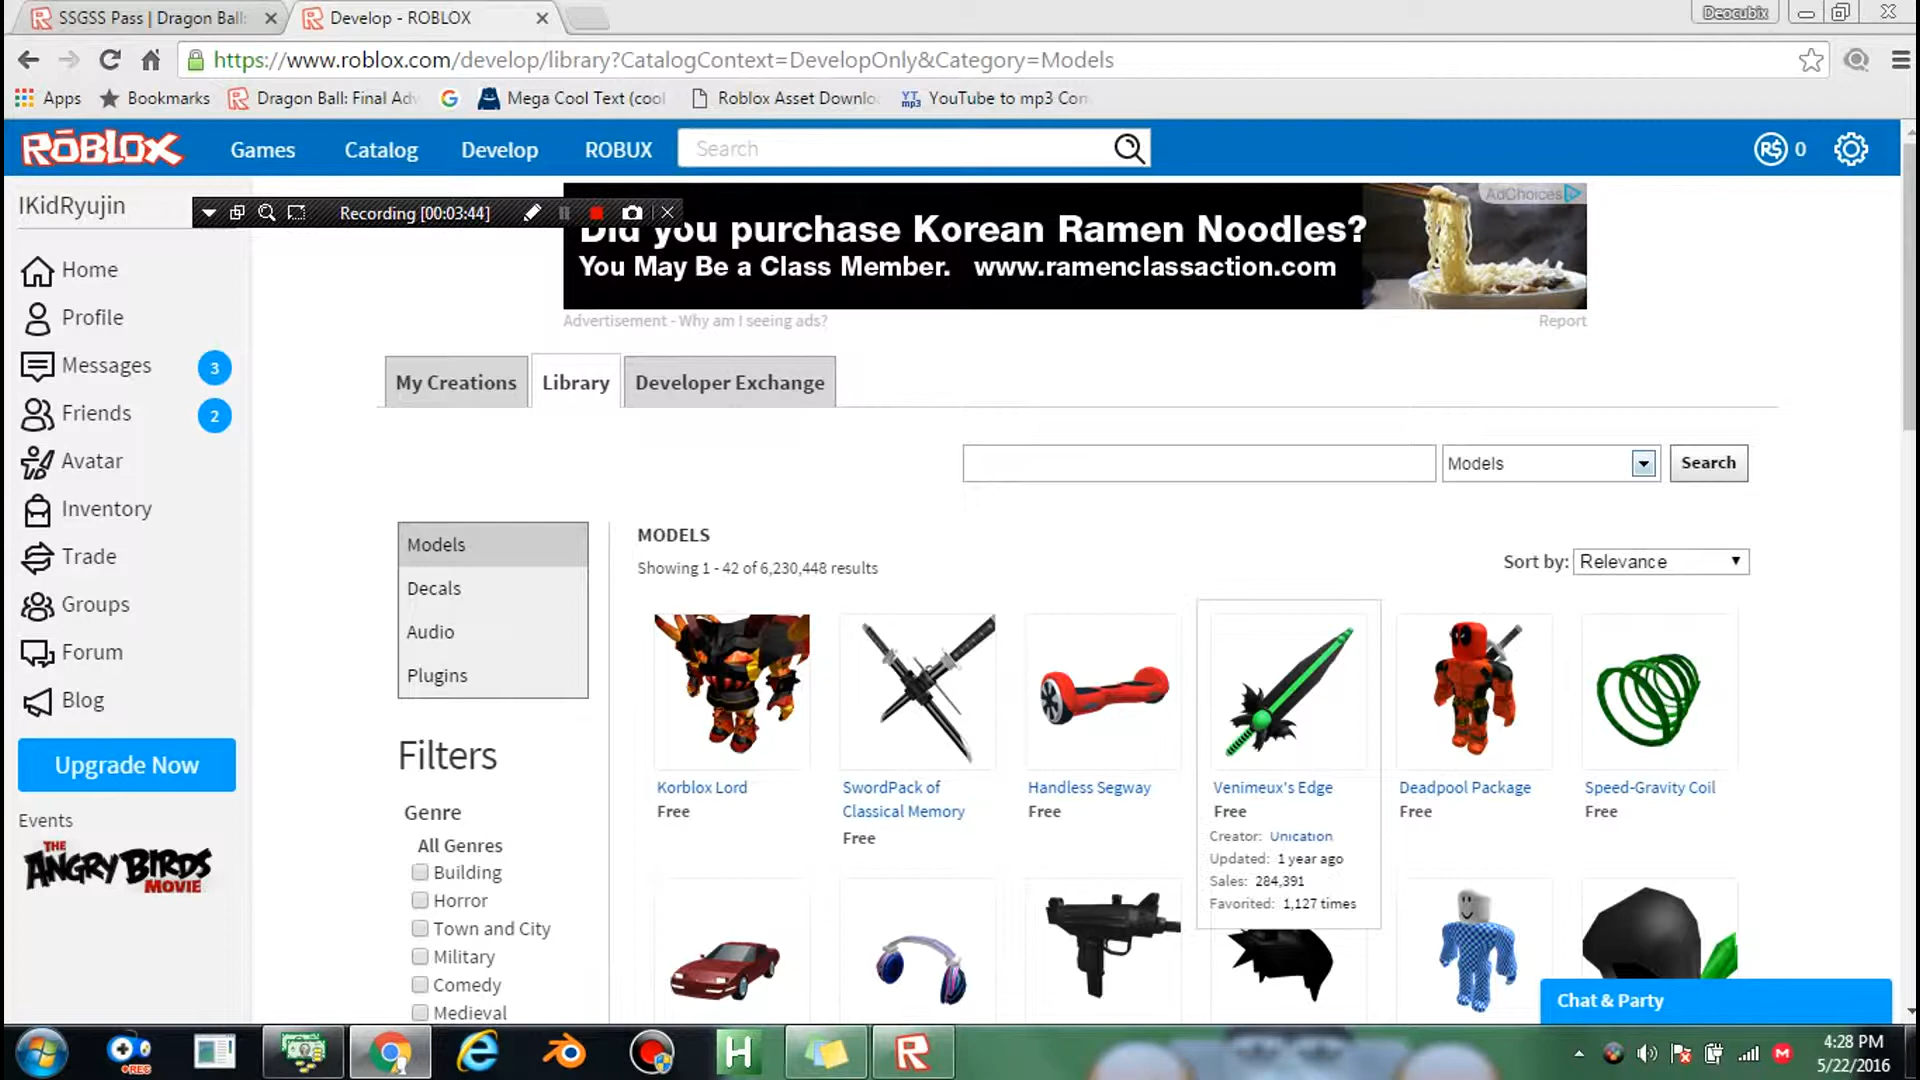 SSGSS Pass | Dragon Ball:
Develop - ROBLOX
Deocubix
https://www.roblox.com/develop/library?CatalogContext=DevelopOnly&Category=Models
Apps
Bookmarks
Dragon Ball: Final Adv
Mega Cool Text (cool
Roblox Asset Downlo
YT mp3
YouTube to mp3 Con
ROBLOX
Games
Catalog
Develop
ROBUX
Search
R$ 0
IKidRyujin
Recording [00:03:44]
AdChoices
Did you purchase Korean Ramen Noodles?
You May Be a Class Member. www.ramenclassaction.com
Advertisement - Why am I seeing ads?
Report
Home
Profile
Messages 3
Friends 2
Avatar
Inventory
Trade
Groups
Forum
Blog
Upgrade Now
Events
THE
ANGRY BIRDS
MOVIE
My Creations
Library
Developer Exchange
Models
Search
Models
Decals
Audio
Plugins
Filters
Genre
All Genres
Building
Horror
Town and City
Military
Comedy
Medieval
MODELS
Showing 1 - 42 of 6,230,448 results
Sort by: Relevance
Korblox Lord
Free
SwordPack of
Classical Memory
Free
Handless Segway
Free
Venimeux's Edge
Free
Creator: Unication
Updated: 1 year ago
Sales: 284,391
Favorited: 1,127 times
Deadpool Package
Free
Speed-Gravity Coil
Free
Chat & Party
REC
4:28 PM
5/22/2016